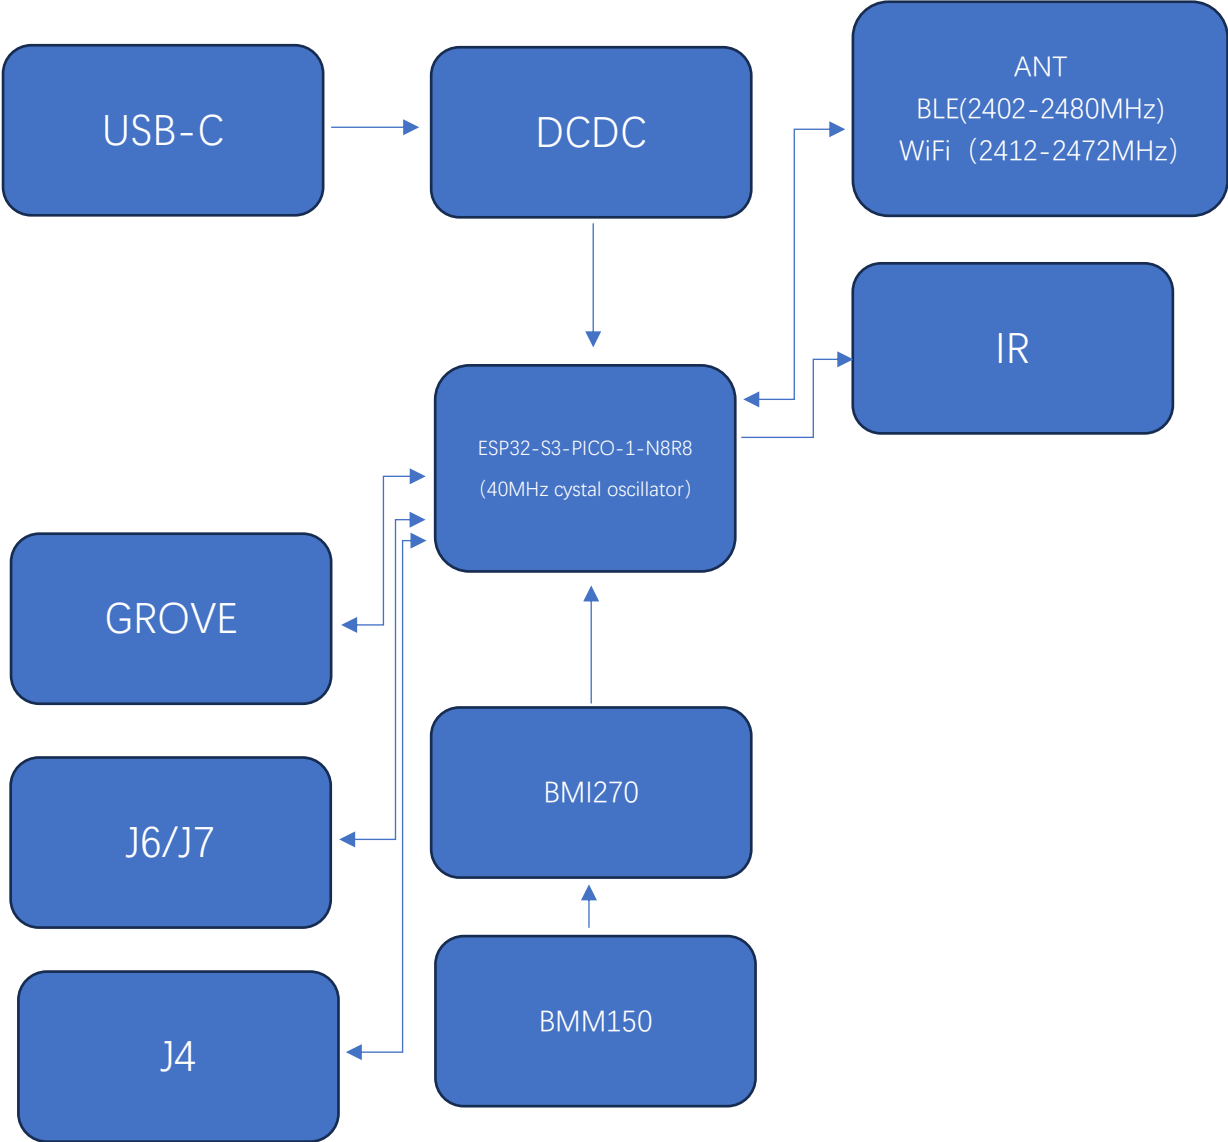 USB-C
DCDC
ANT
BLE(2402-2480MHz)
WiFi（2412-2472MHz）
IR
ESP32-S3-PICO-1-N8R8
（40MHz cystal oscillator）
GROVE
BMI270
J6/J7
BMM150
J4